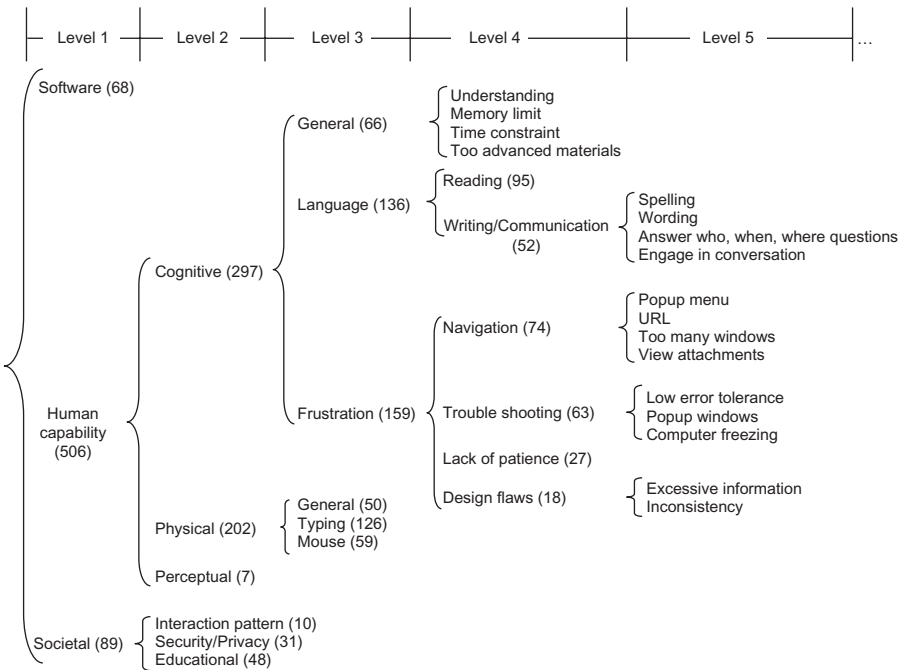 Level 1
Level 2
Level 3
Level 4
Level 5
...
Software (68)
Human
capability
(506)
Cognitive (297)
General (66)
Understanding
Memory limit
Time constraint
Too advanced materials
Language (136)
Reading (95)
Writing/Communication
(52)
Spelling
Wording
Answer who, when, where questions
Engage in conversation
Frustration (159)
Navigation (74)
Popup menu
URL
Too many windows
View attachments
Trouble shooting (63)
Low error tolerance
Popup windows
Computer freezing
Lack of patience (27)
Design flaws (18)
Excessive information
Inconsistency
Physical (202)
General (50)
Typing (126)
Mouse (59)
Perceptual (7)
Societal (89)
Interaction pattern (10)
Security/Privacy (31)
Educational (48)